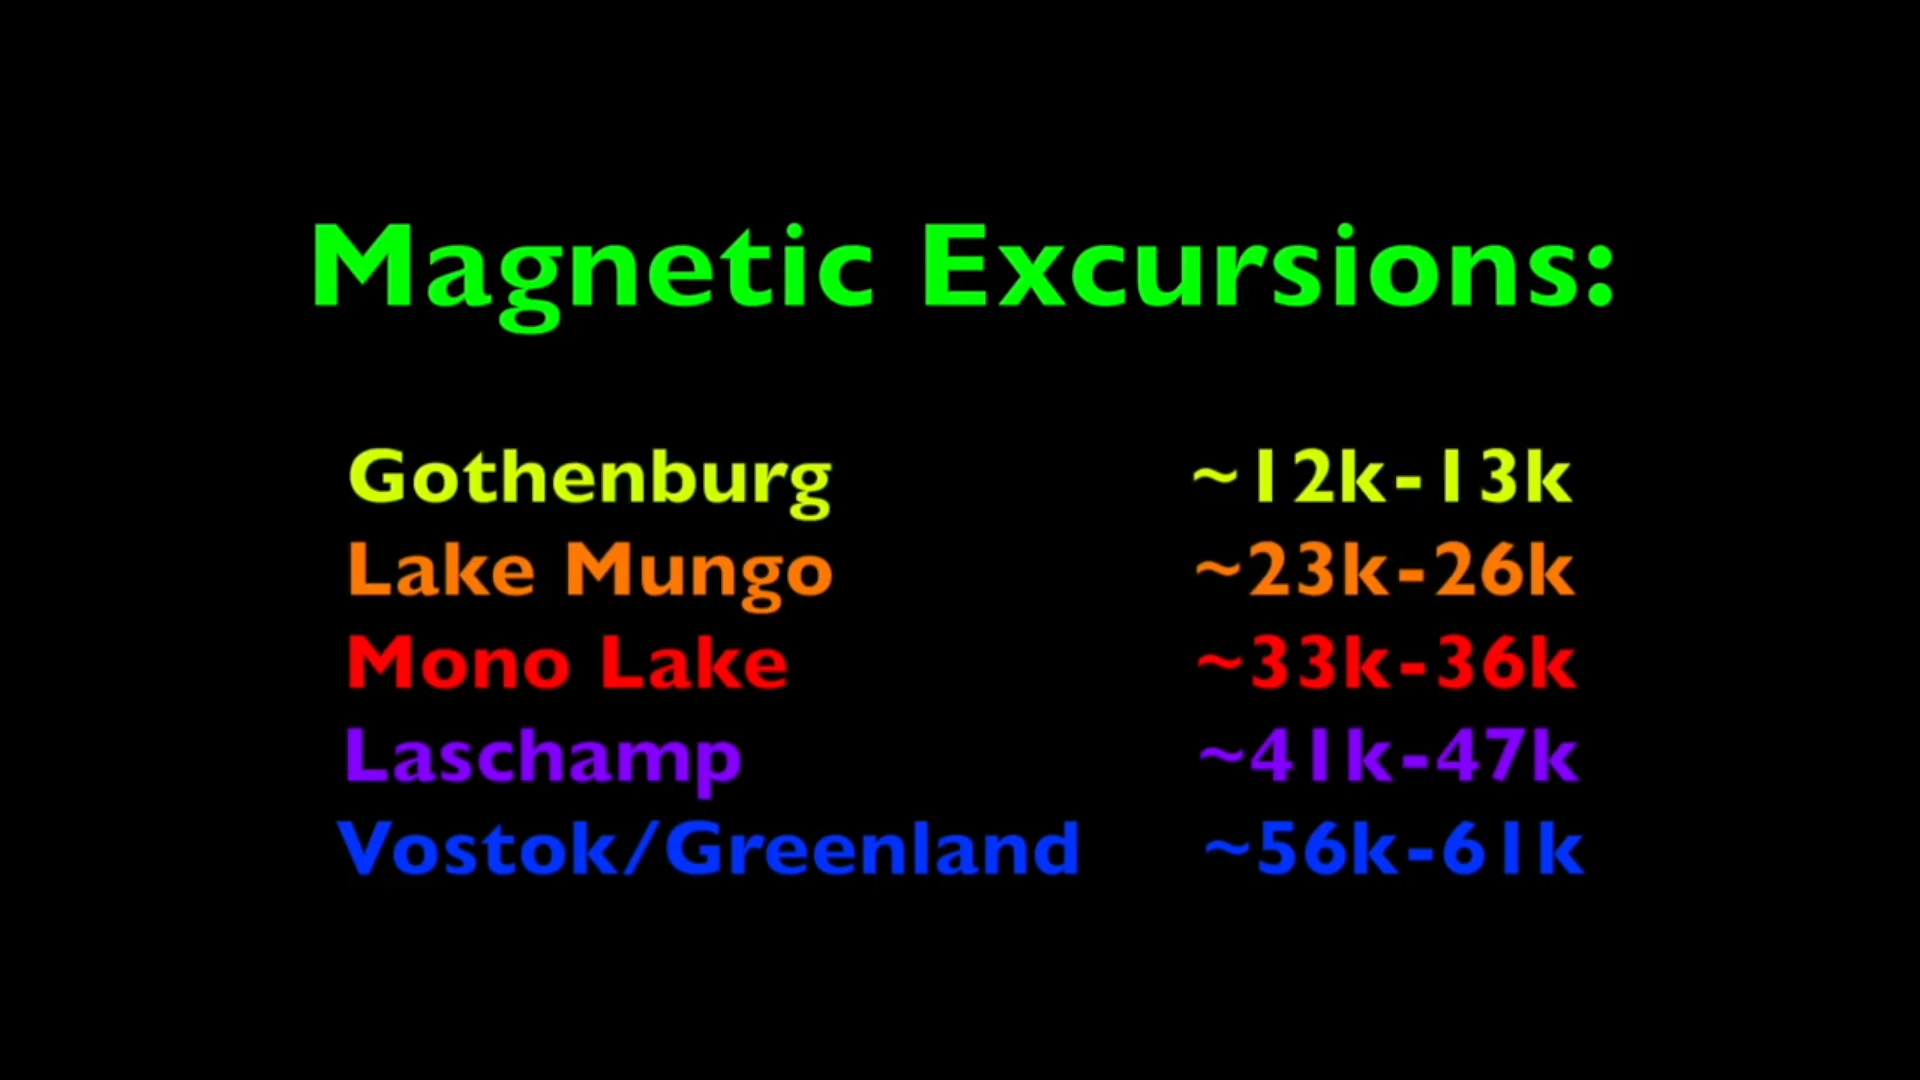 Magnetic Excursions:
Gothenburg ~12k-13k
Lake Mungo ~23k-26k
Mono Lake ~33k-36k
Laschamp ~41k-47k
Vostok/Greenland ~56k-61k